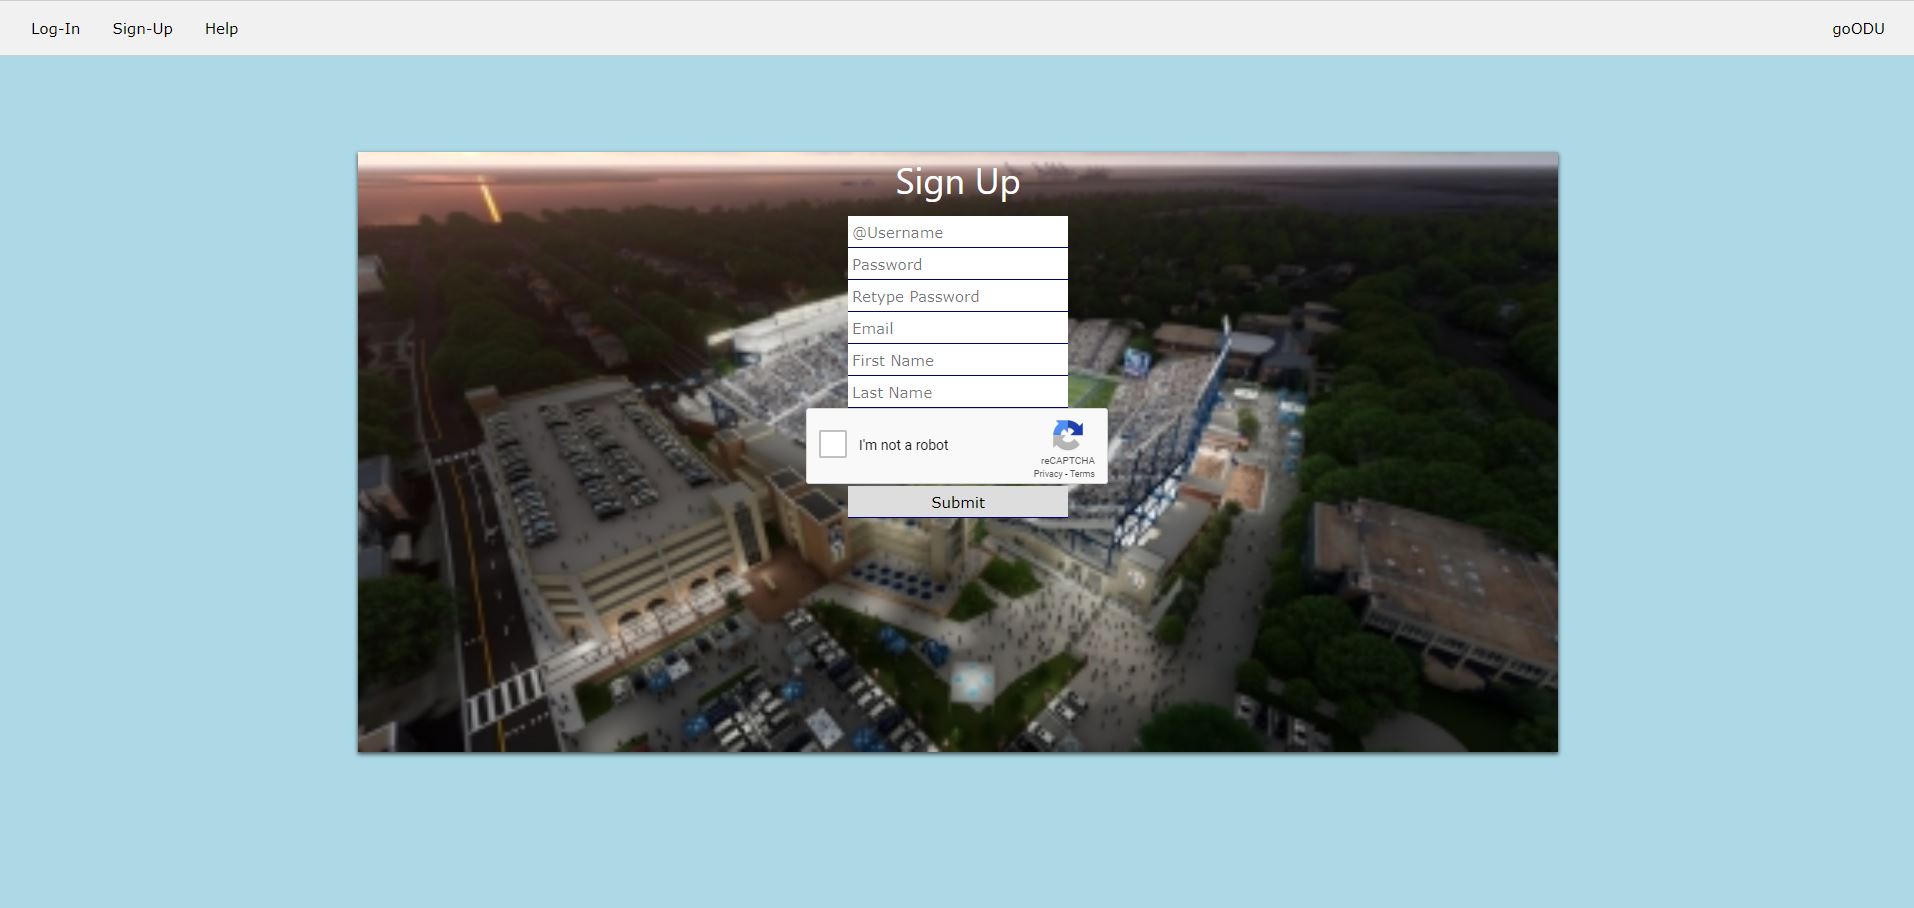 Log-In Sign-Up Help goODU
Sign Up
@Username
Password
Retype Password
Email
First Name
Last Name
I'm not a robot
reCAPTCHA
Privacy - Terms
Submit